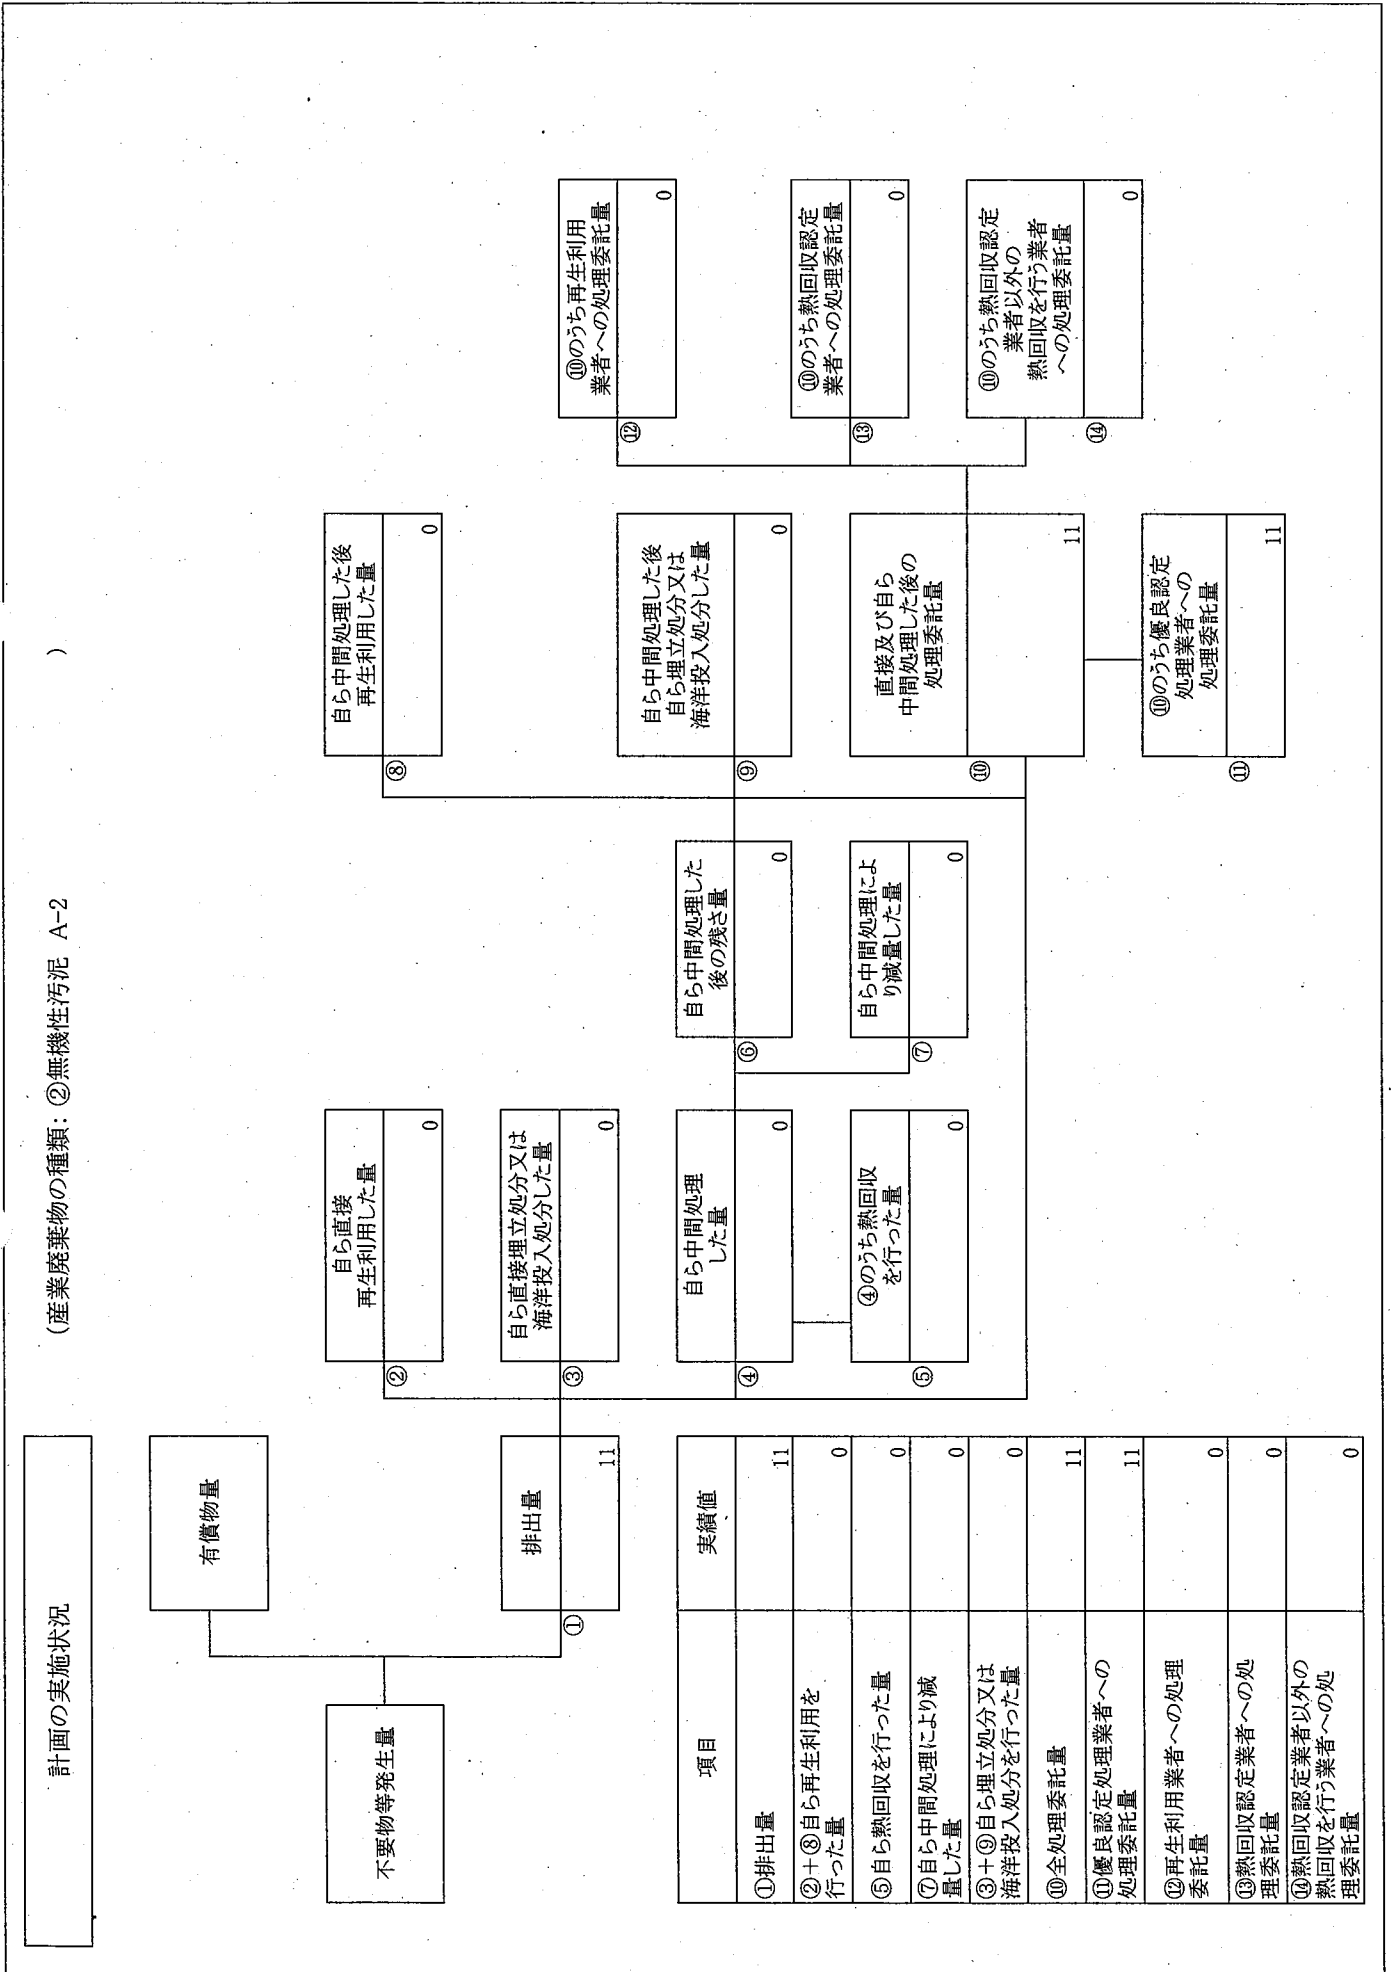 計画の実施状況
(産業廃棄物の種類：②無機性汚泥 A-2
)
不要物等発生量
有償物量
排出量
①
11
自ら直接
再生利用した量
②
0
自ら直接埋立処分又は
海洋投入処分した量
③
0
自ら中間処理
した量
④
0
④のうち熱回収
を行った量
⑤
0
自ら中間処理した
後の残さ量
⑥
0
自ら中間処理によ
り減量した量
⑦
0
自ら中間処理した後
再生利用した量
⑧
0
自ら中間処理した後
自ら埋立処分又は
海洋投入処分した量
⑨
0
直接及び自ら
中間処理した後の
処理委託量
⑩
11
⑩のうち優良認定
処理業者への
処理委託量
⑪
11
⑩のうち再生利用
業者への処理委託量
⑫
0
⑩のうち熱回収認定
業者への処理委託量
⑬
0
⑩のうち熱回収認定
業者以外の
熱回収を行う業者
への処理委託量
⑭
0
項目 実績値
①排出量 11
②+⑧自ら再生利用を
行った量 0
⑤自ら熱回収を行った量 0
⑦自ら中間処理により減
量した量 0
③+⑨自ら埋立処分又は
海洋投入処分を行った量 0
⑩全処理委託量 11
⑪優良認定処理業者への
処理委託量 11
⑫再生利用業者への処理
委託量 0
⑬熱回収認定業者への処
理委託量 0
⑭熱回収認定業者以外の
熱回収を行う業者への処
理委託量 0